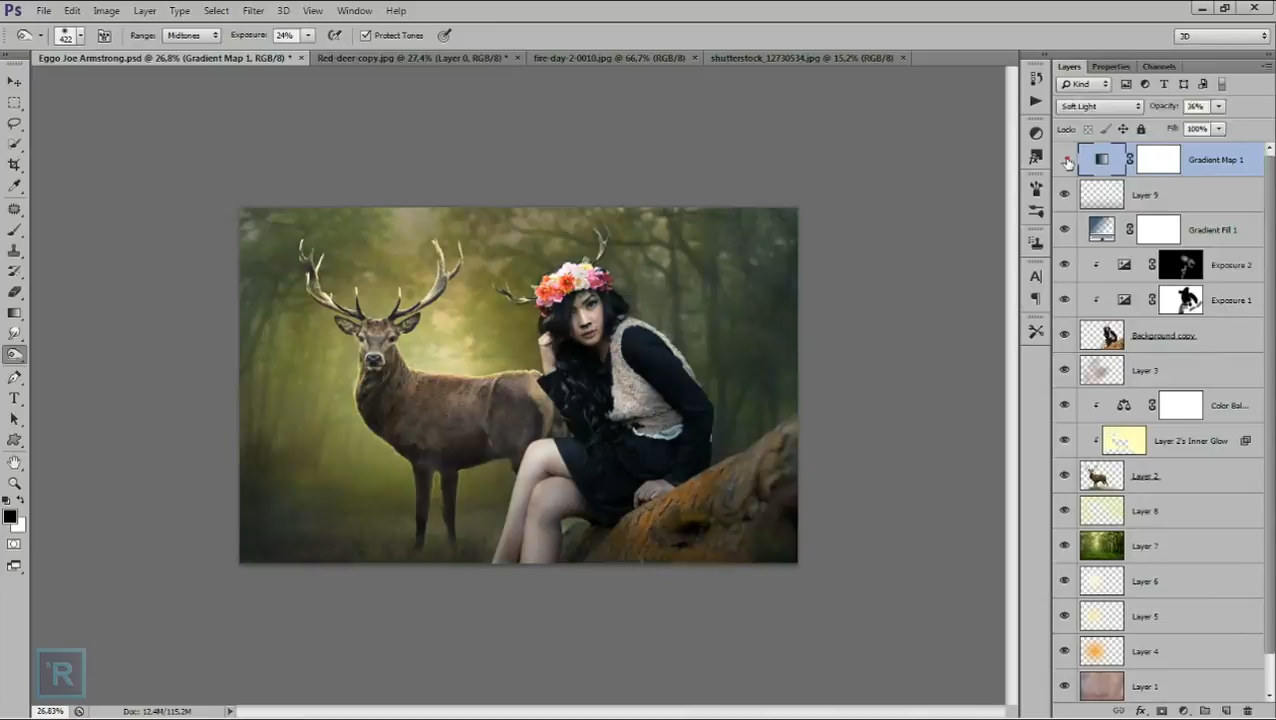 Ps File Edit Image Layer Type Select Filter 3D View Window Help
422 Range: Midtones Exposure: 24% Protect Tones 3D
Eggo Joe Armstrong.psd @ 26,8% (Gradient Map 1, RGB/8) * × Red-deer-copy.jpg @ 27,4% (Layer 0, RGB/8) * × fire-day-2-0010.jpg @ 66,7% (RGB/8) × shutterstock_12730534.jpg @ 15,2% (RGB/8) ×
Layers Properties Channels
Kind
Soft Light Opacity: 36%
Lock: Fill: 100%
Gradient Map 1
Layer 9
Gradient Fill 1
Exposure 2
Exposure 1
Background copy
Layer 3
Color Bal...
Layer 2's Inner Glow
Layer 2
Layer 8
Layer 7
Layer 6
Layer 5
Layer 4
Layer 1
'R
26,83% Doc: 12,4M/115,2M fx